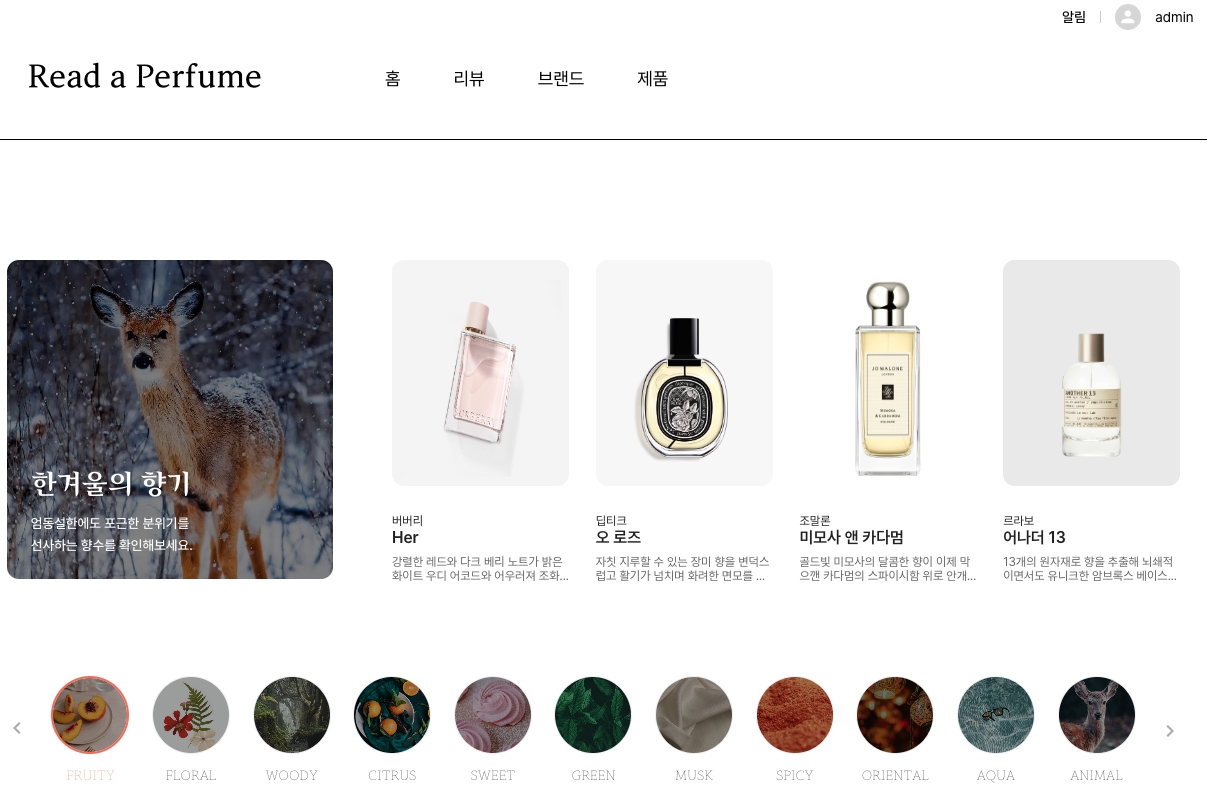 알림
admin
Read a Perfume
홈
리뷰
브랜드
제품
한겨울의 향기
엄동설한에도 포근한 분위기를
선사하는 향수를 확인해보세요.
버버리
Her
강렬한 레드와 다크 베리 노트가 밝은
화이트 우디 어코드와 어우러져 조화...
딥티크
오 로즈
자칫 지루할 수 있는 장미 향을 변덕스
럽고 활기가 넘치며 화려한 면모를 ...
JO MALONE
LONDON
조말론
미모사 앤 카다멈
골드빛 미모사의 달콤한 향이 이제 막
으깬 카다멈의 스파이시함 위로 안개...
ANOTHER 13
르라보
어나더 13
13개의 원자재로 향을 추출해 뇌쇄적
이면서도 유니크한 암브록스 베이스...
FRUITY
FLORAL
WOODY
CITRUS
SWEET
GREEN
MUSK
SPICY
ORIENTAL
AQUA
ANIMAL